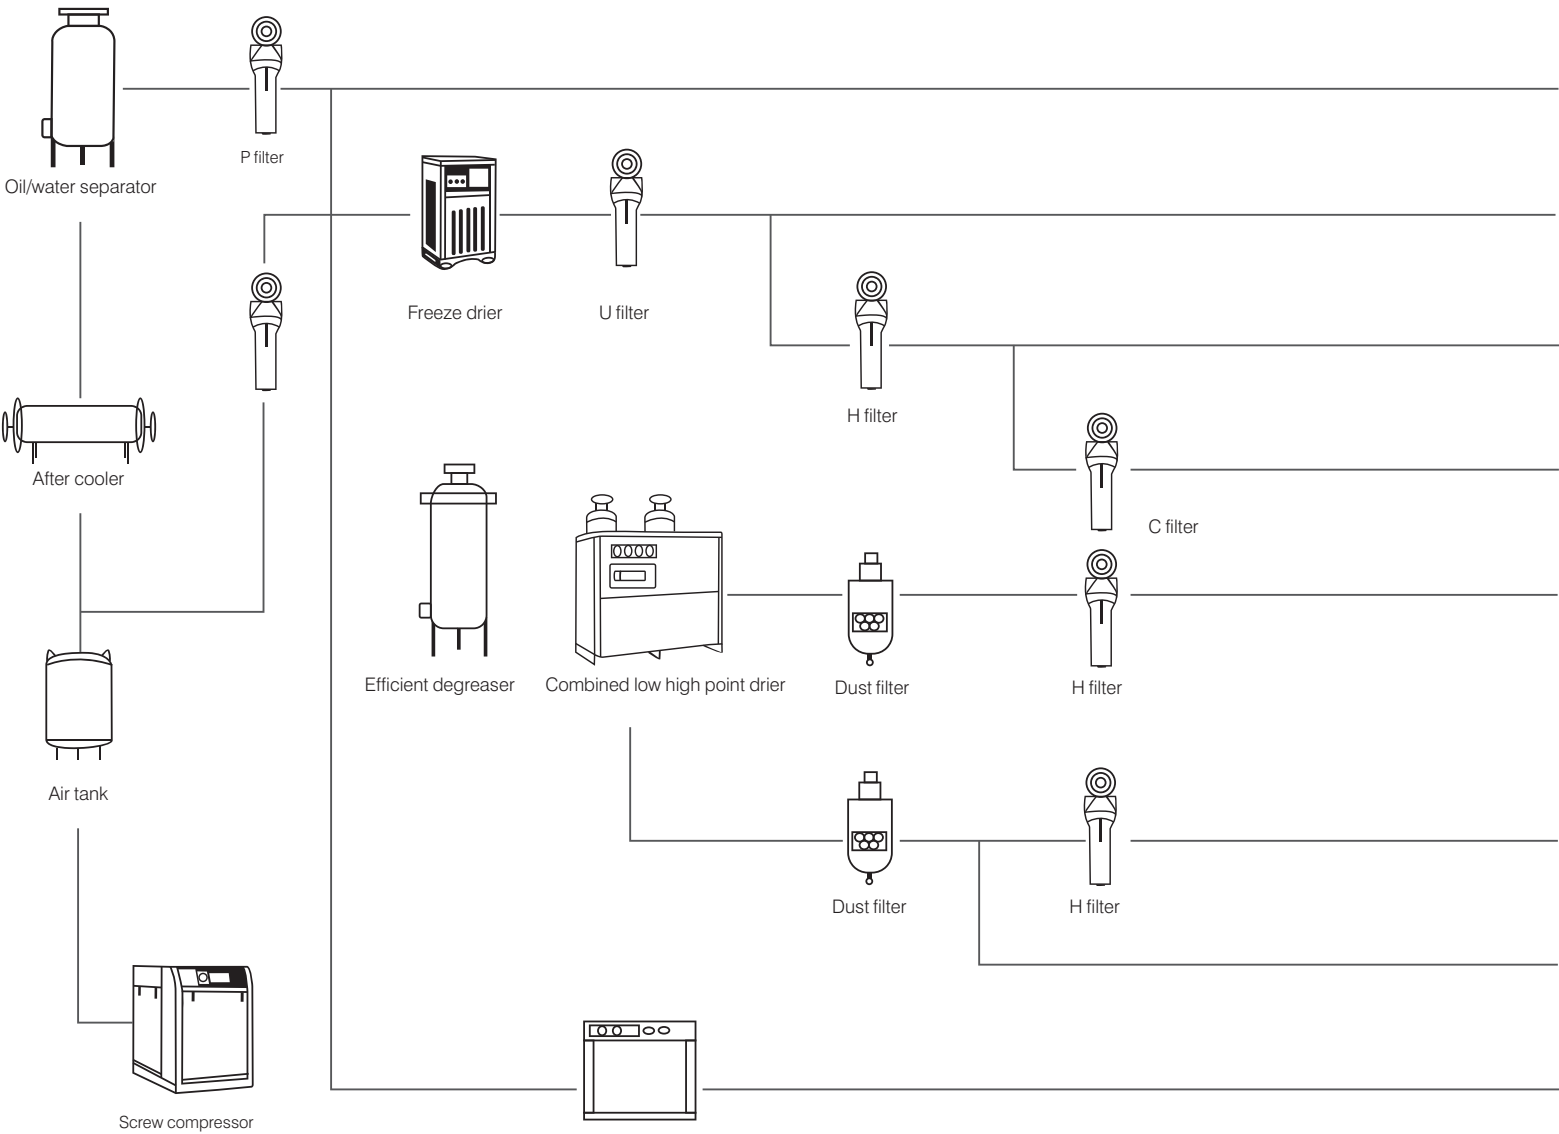 P filter
Oil/water separator
Freeze drier
U filter
H filter
After cooler
C filter
Efficient degreaser
Combined low high point drier
Dust filter
H filter
Air tank
Dust filter
H filter
Screw compressor